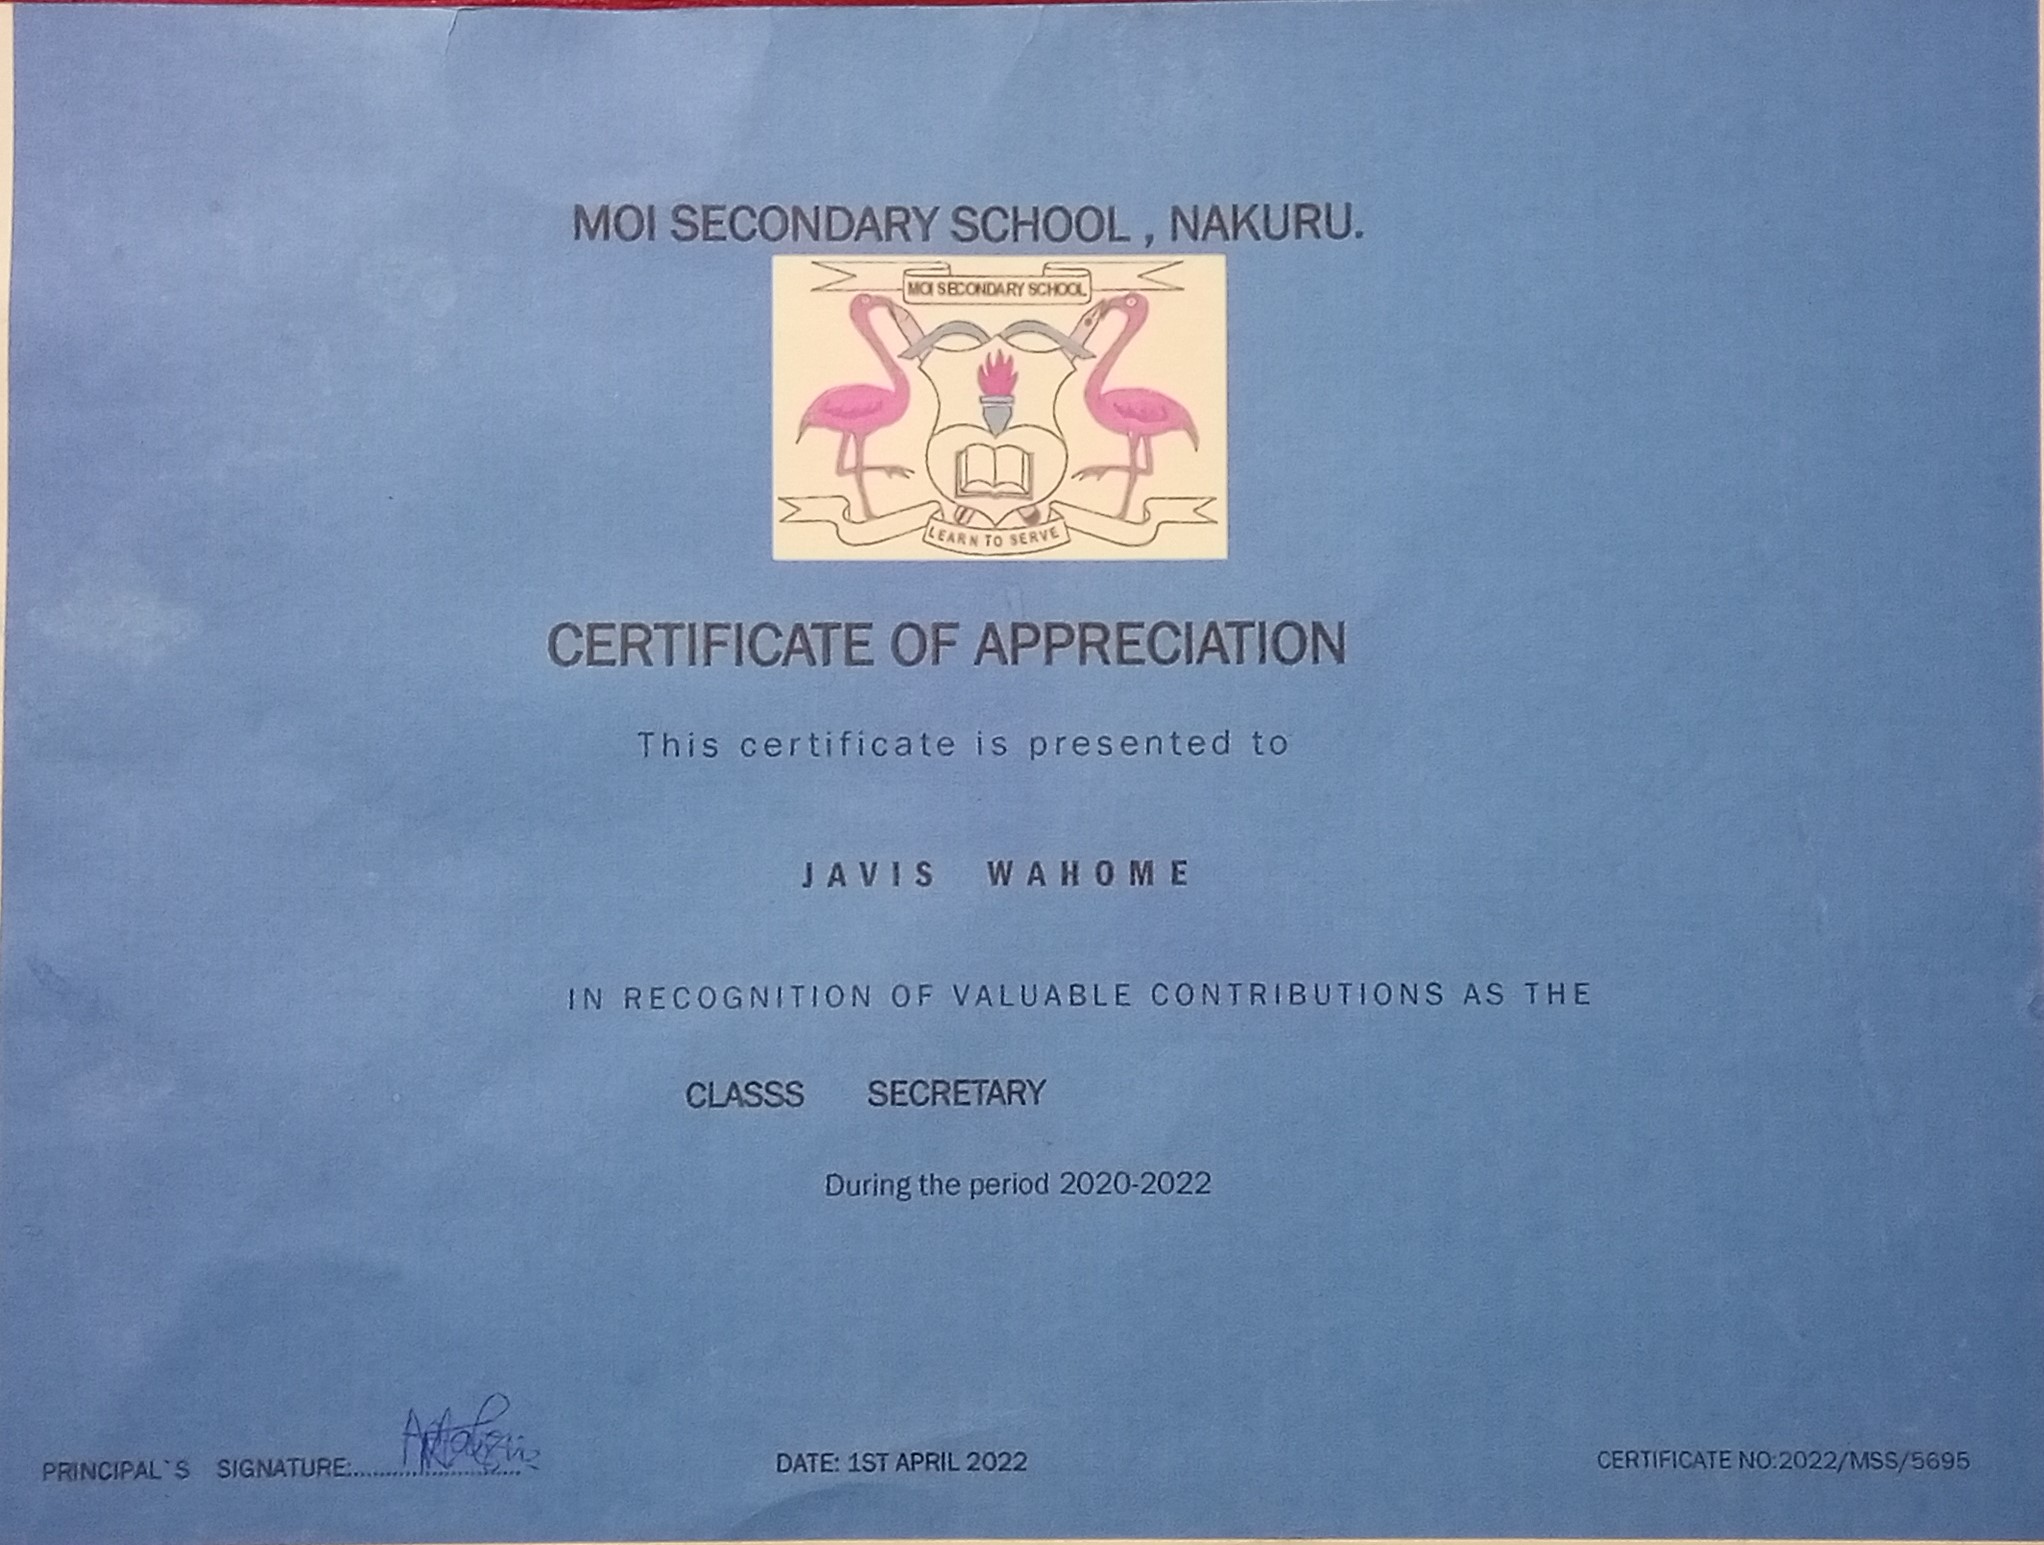 MOI SECONDARY SCHOOL , NAKURU.
MOI SECONDARY SCHOOL
LEARN TO SERVE
CERTIFICATE OF APPRECIATION
This certificate is presented to
JAVIS WAHOME
IN RECOGNITION OF VALUABLE CONTRIBUTIONS AS THE
CLASSS SECRETARY
During the period 2020-2022
PRINCIPAL`S SIGNATURE:.......................... DATE: 1ST APRIL 2022 CERTIFICATE NO:2022/MSS/5695